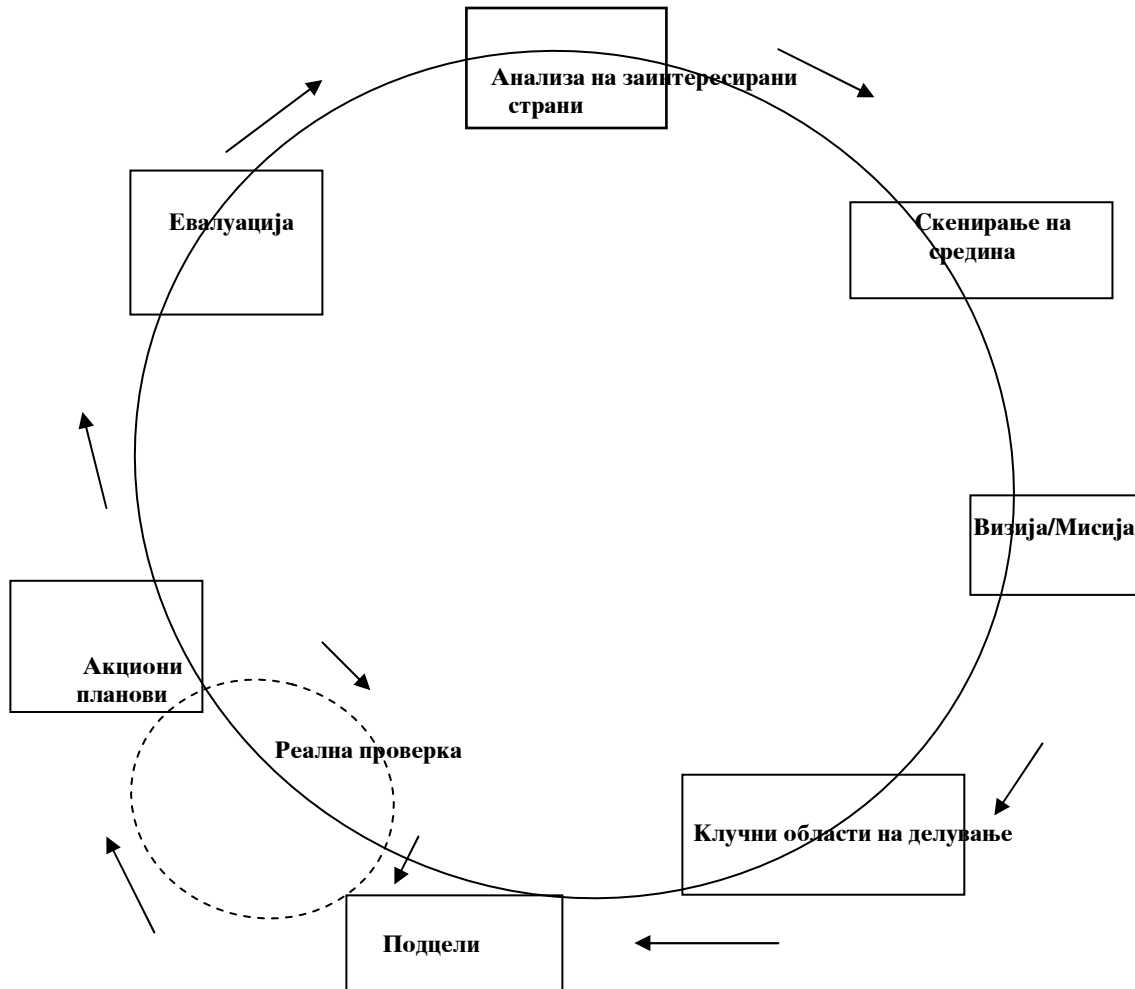 Анализа на заинтересирани
страни
Евалуација
Скенирање на
средина
Визија/Мисија
Акциони
планови
Реална проверка
Клучни области на делување
Подцели